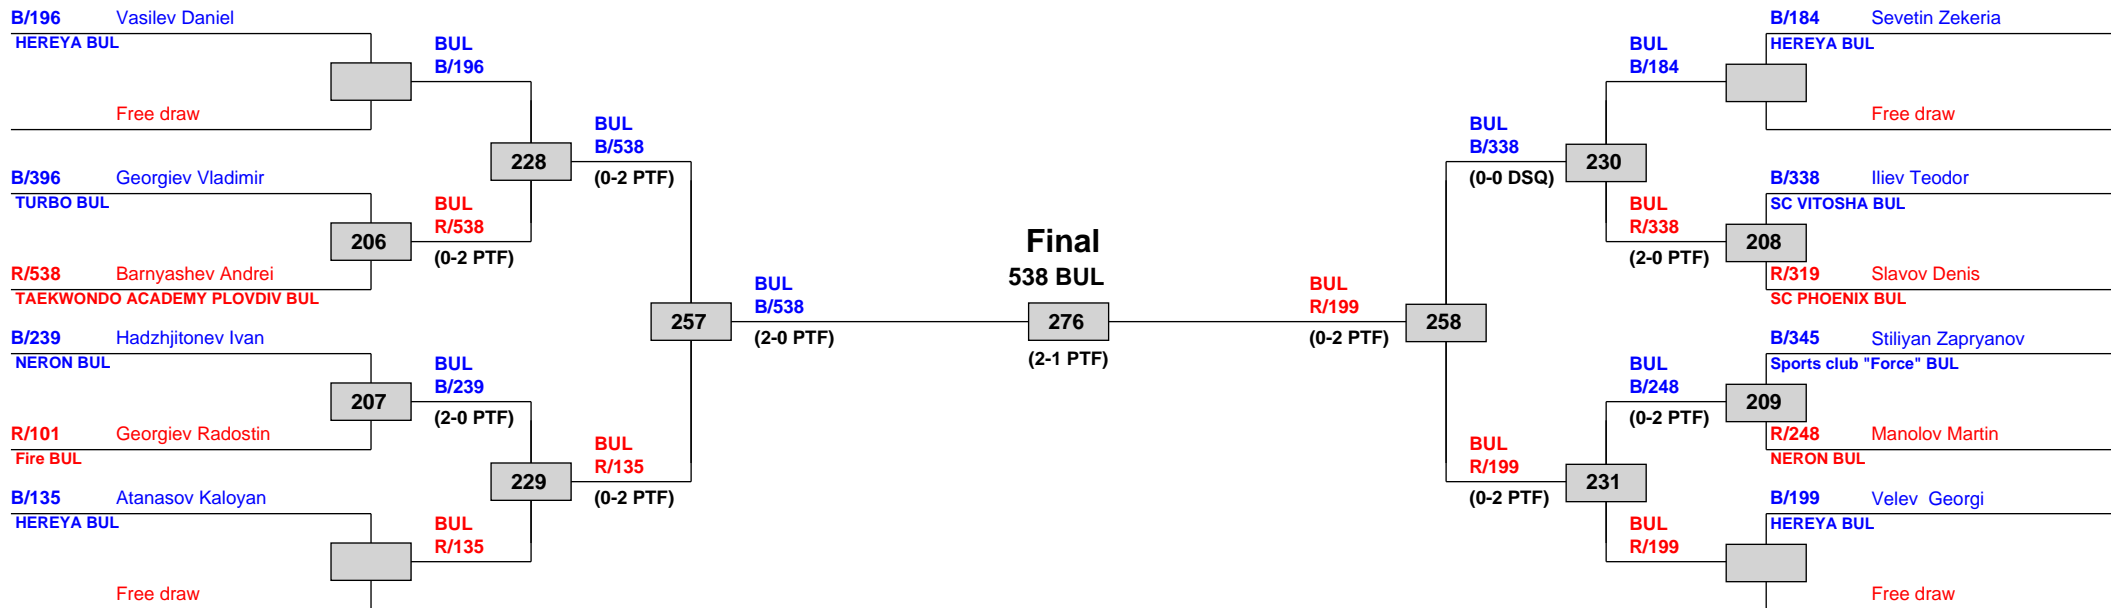 B/196 Vasilev Daniel
HEREYA BUL
Free draw
B/396 Georgiev Vladimir
TURBO BUL
206
R/538 Barnyashev Andrei
TAEKWONDO ACADEMY PLOVDIV BUL
B/239 Hadzhjitonev Ivan
NERON BUL
207
R/101 Georgiev Radostin
Fire BUL
B/135 Atanasov Kaloyan
HEREYA BUL
Free draw
BUL
B/196
228
BUL
R/538
(0-2 PTF)
BUL
B/239
(2-0 PTF)
229
BUL
R/135
BUL
B/538
(0-2 PTF)
257
BUL
R/135
(0-2 PTF)
BUL
B/538
(2-0 PTF)
Final
538 BUL
276
(2-1 PTF)
BUL
R/199
(0-2 PTF)
258
BUL
B/338
(0-0 DSQ)
BUL
R/199
(0-2 PTF)
BUL
B/184
230
BUL
R/338
(2-0 PTF)
BUL
B/248
(0-2 PTF)
231
BUL
R/199
B/184 Sevetin Zekeria
HEREYA BUL
Free draw
B/338 Iliev Teodor
SC VITOSHA BUL
208
R/319 Slavov Denis
SC PHOENIX BUL
B/345 Stiliyan Zapryanov
Sports club "Force" BUL
209
R/248 Manolov Martin
NERON BUL
B/199 Velev  Georgi
HEREYA BUL
Free draw